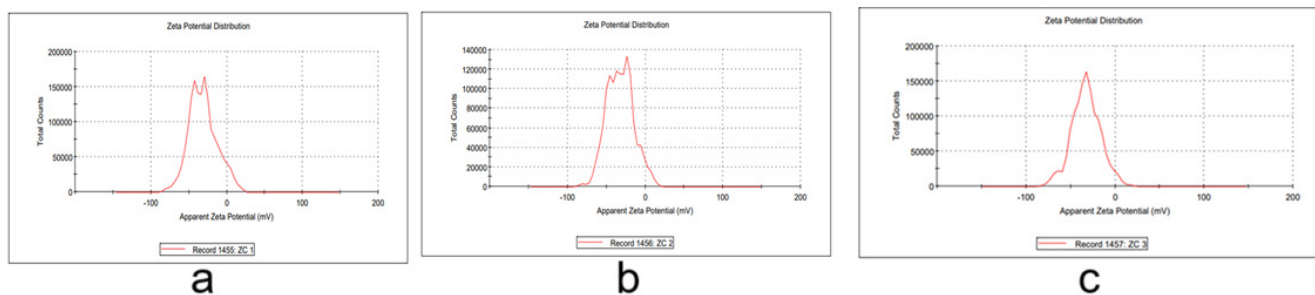 Zeta Potential Distribution
200000
150000
100000
50000
0
Total Counts
-100 0 100 200
Apparent Zeta Potential (mV)
Record 1455: ZC 1
a
Zeta Potential Distribution
140000
120000
100000
80000
60000
40000
20000
0
Total Counts
-100 0 100 200
Apparent Zeta Potential (mV)
Record 1456: ZC 2
b
Zeta Potential Distribution
200000
150000
100000
50000
0
Total Counts
-100 0 100 200
Apparent Zeta Potential (mV)
Record 1457: ZC 3
c